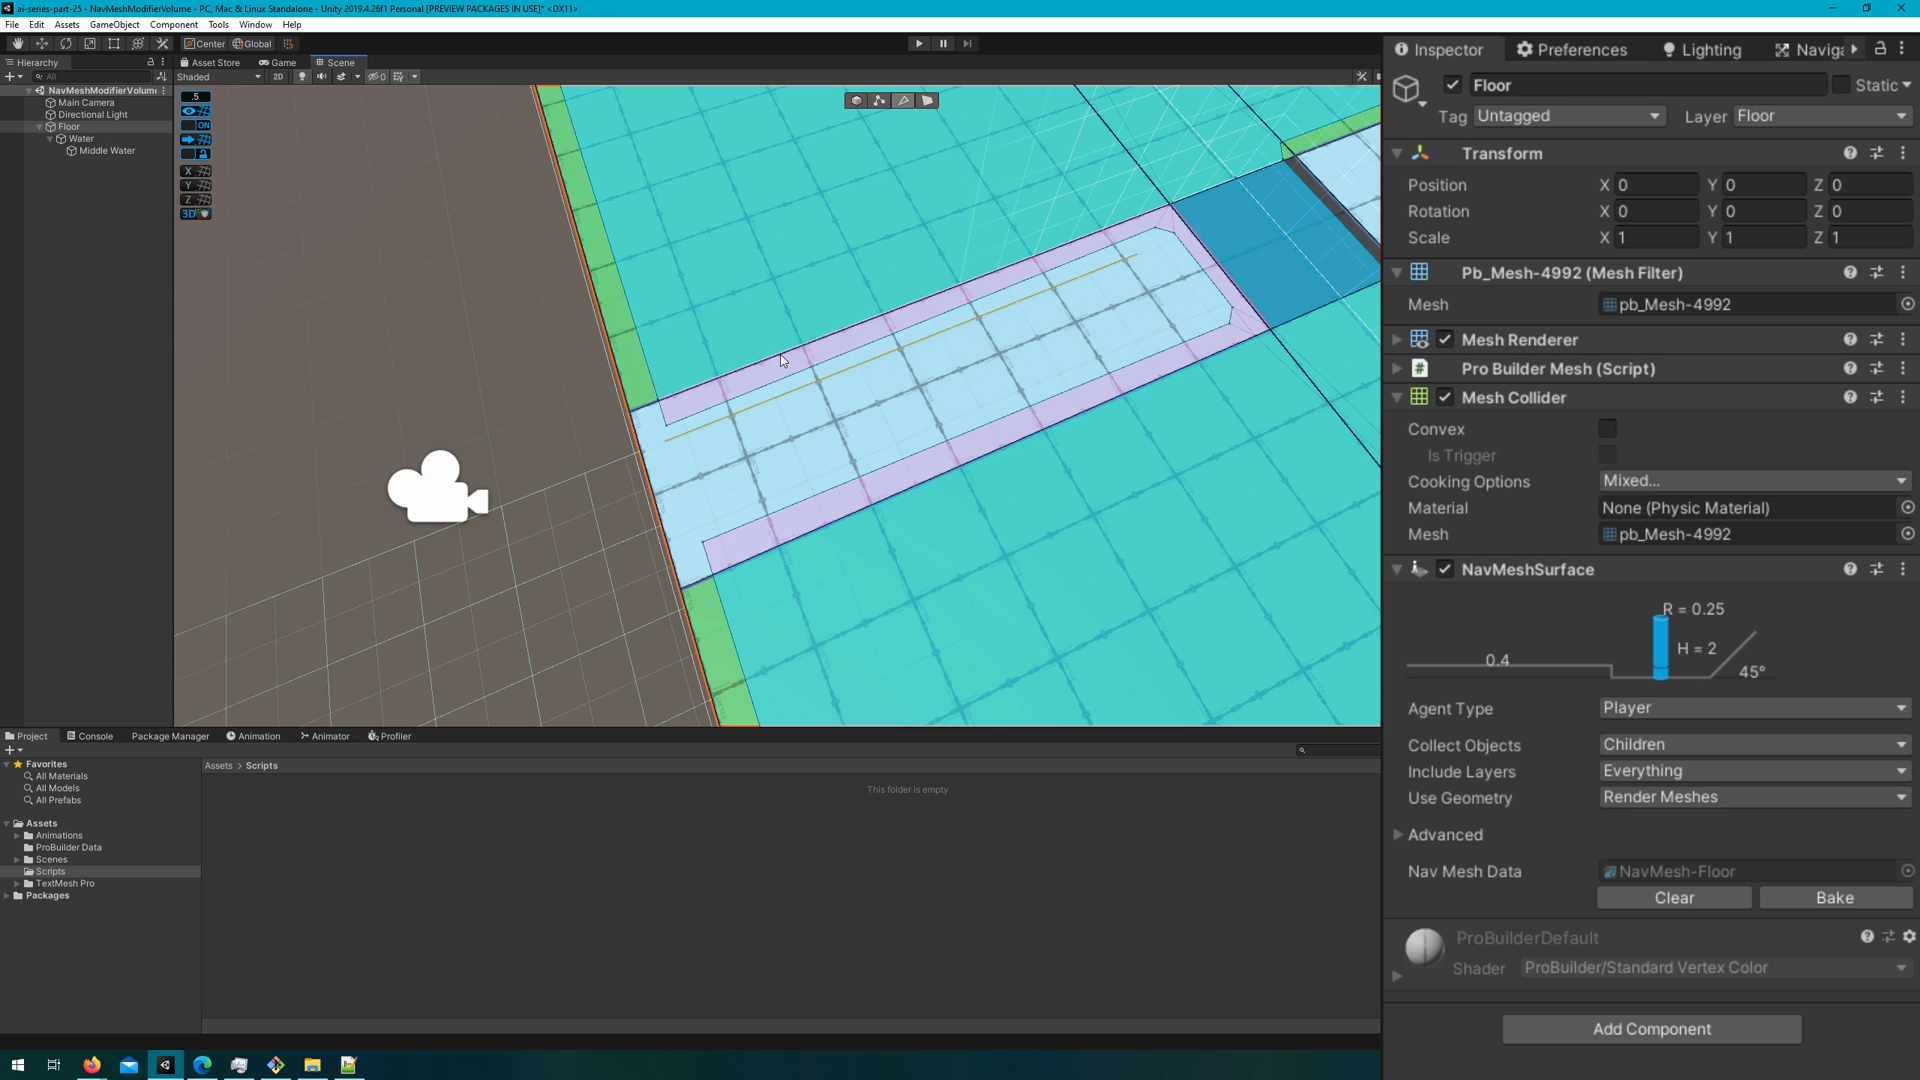 ai-series-part-25 - NavMeshModifierVolume - PC, Mac & Linux Standalone - Unity 2019.4.26f1 Personal [PREVIEW PACKAGES IN USE]* <DX11>
File Edit Assets GameObject Component Tools Window Help
Center Global
Hierarchy
All
NavMeshModifierVolum
Main Camera
Directional Light
Floor
Water
Middle Water
Asset Store Game Scene
Shaded 2D 0
.5
ON
X
Y
Z
3D
Inspector Preferences Lighting Naviga
Floor Static
Tag Untagged Layer Floor
Transform
Position X 0 Y 0 Z 0
Rotation X 0 Y 0 Z 0
Scale X 1 Y 1 Z 1
Pb_Mesh-4992 (Mesh Filter)
Mesh pb_Mesh-4992
Mesh Renderer
Pro Builder Mesh (Script)
Mesh Collider
Convex
Is Trigger
Cooking Options Mixed...
Material None (Physic Material)
Mesh pb_Mesh-4992
NavMeshSurface
R = 0.25
H = 2
0.4
45°
Agent Type Player
Collect Objects Children
Include Layers Everything
Use Geometry Render Meshes
Advanced
Nav Mesh Data NavMesh-Floor
Clear Bake
ProBuilderDefault
Shader ProBuilder/Standard Vertex Color
Add Component
Project Console Package Manager Animation Animator Profiler
Favorites
All Materials
All Models
All Prefabs
Assets
Animations
ProBuilder Data
Scenes
Scripts
TextMesh Pro
Packages
Assets > Scripts
This folder is empty